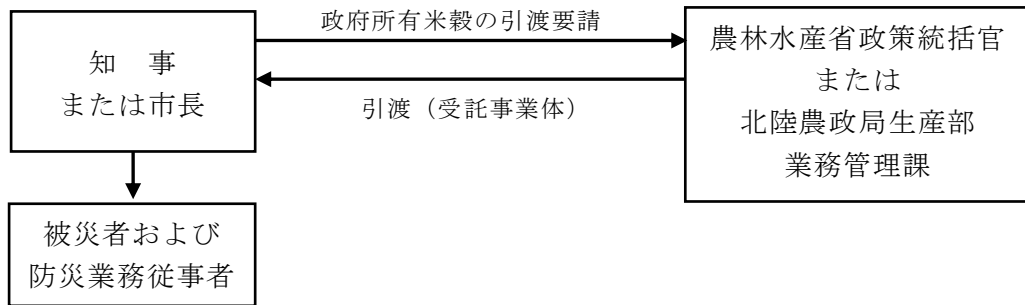 知　事
または市長
政府所有米穀の引渡要請
引渡（受託事業体）
農林水産省政策統括官
または
北陸農政局生産部
業務管理課
被災者および
防災業務従事者